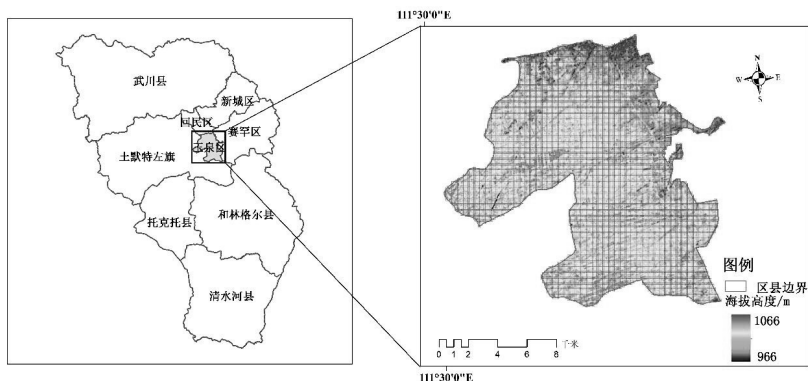 111°30'0"E
武川县
新城区
回民区
赛罕区
玉泉区
土默特左旗
托克托县
和林格尔县
清水河县
N
W E
S
图例
区县边界
海拔高度/m
1066
966
千米
0 1 2 4 6 8
111°30'0"E